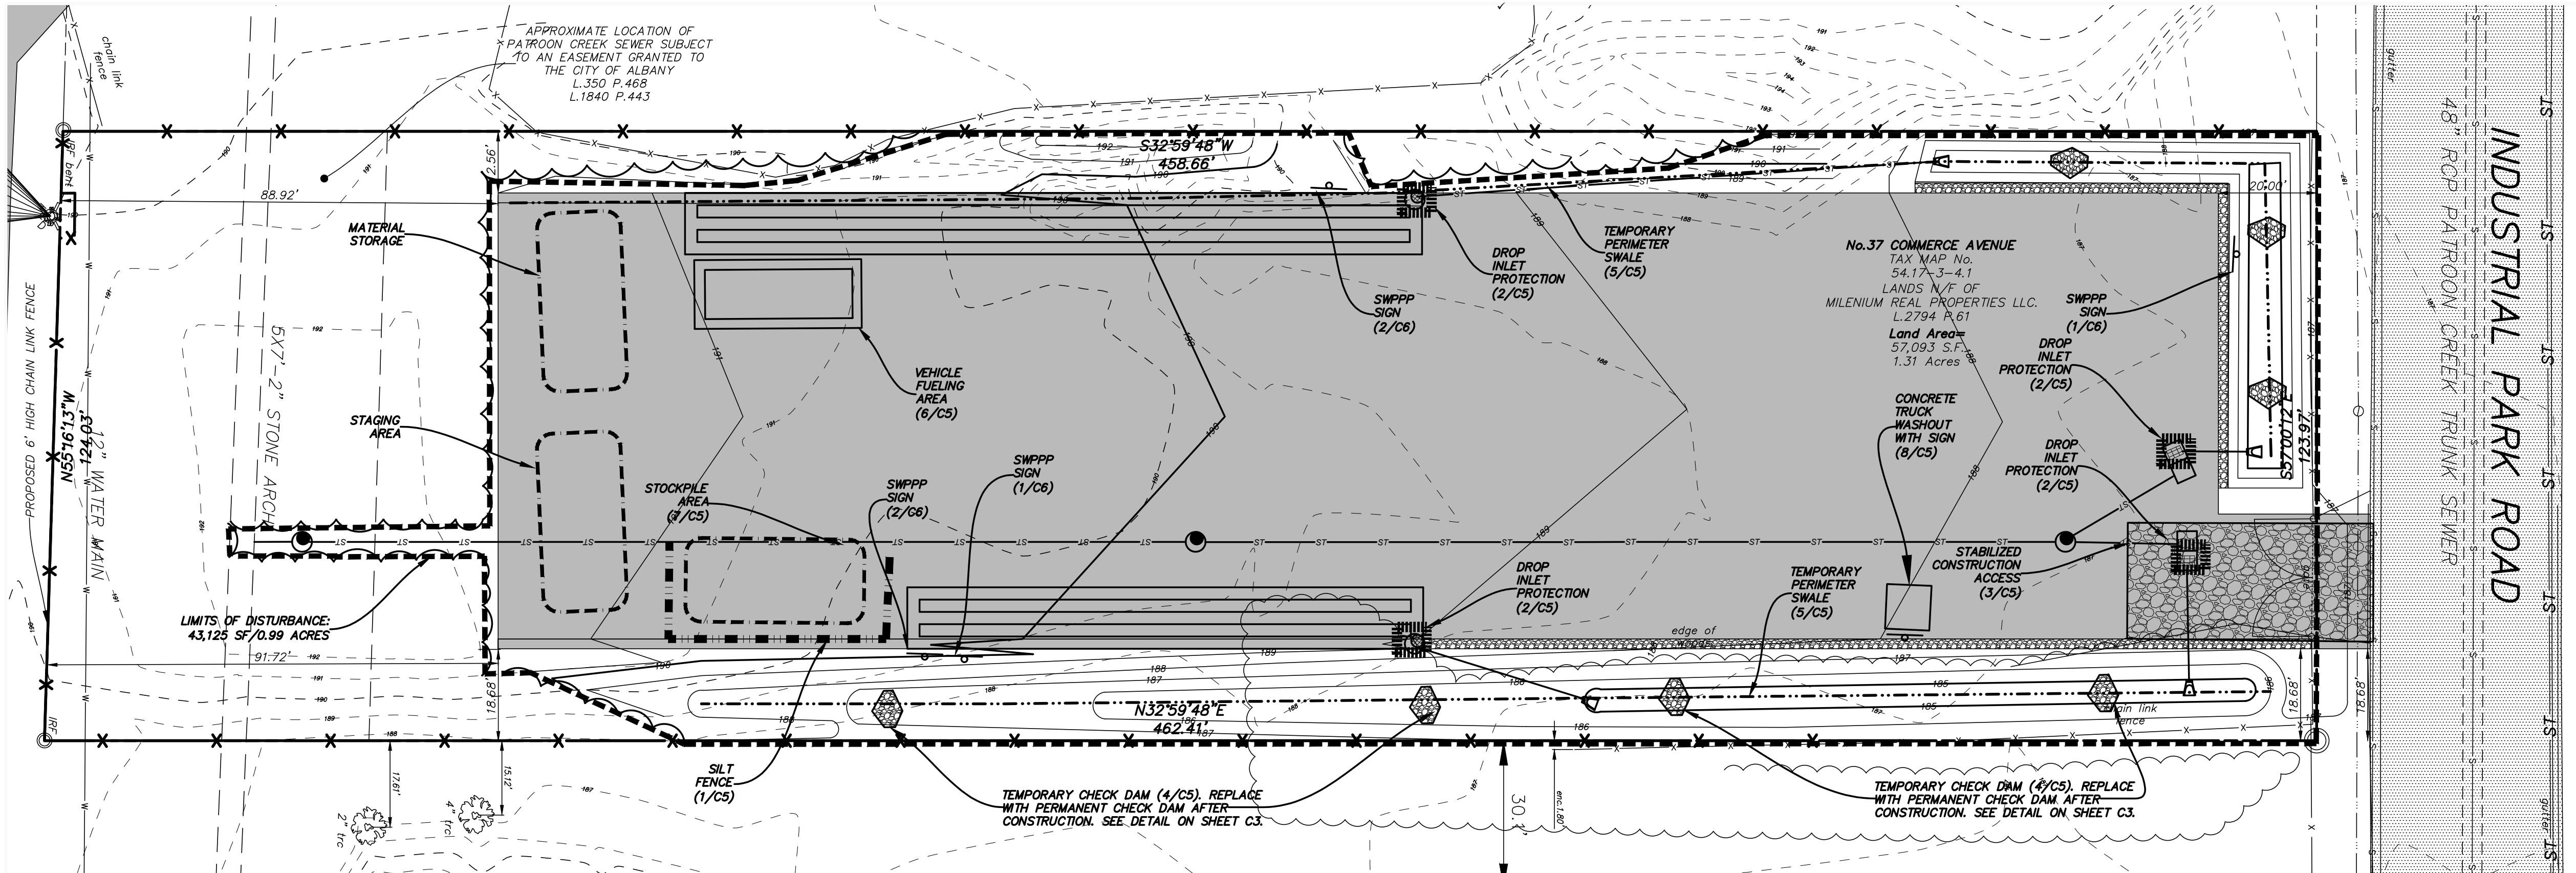 APPROXIMATE LOCATION OF
PATROON CREEK SEWER SUBJECT
TO AN EASEMENT GRANTED TO
THE CITY OF ALBANY
L.350 P.468
L.1840 P.443
chain link
fence
IRF bent
88.92'
2.56'
S32°59'48"W
458.66'
20.00'
MATERIAL
STORAGE
STAGING
AREA
VEHICLE
FUELING
AREA
(6/C5)
SWPPP
SIGN
(2/C6)
DROP
INLET
PROTECTION
(2/C5)
TEMPORARY
PERIMETER
SWALE
(5/C5)
No.37 COMMERCE AVENUE
TAX MAP No.
54.17-3-4.1
LANDS N/F OF
MILENIUM REAL PROPERTIES LLC.
L.2794 P.61
Land Area=
57,093 S.F.
1.31 Acres
SWPPP
SIGN
(1/C6)
DROP
INLET
PROTECTION
(2/C5)
DROP
INLET
PROTECTION
(2/C5)
CONCRETE
TRUCK
WASHOUT
WITH SIGN
(8/C5)
STABILIZED
CONSTRUCTION
ACCESS
(3/C5)
S57°00'12"E
123.97'
PROPOSED 6' HIGH CHAIN LINK FENCE
N55°16'13"W
124.03'
12" WATER MAIN
5X7'-2" STONE ARCH
STOCKPILE
AREA
(7/C5)
SWPPP
SIGN
(2/C6)
SWPPP
SIGN
(1/C6)
DROP
INLET
PROTECTION
(2/C5)
TEMPORARY
PERIMETER
SWALE
(5/C5)
edge of
woods
LIMITS OF DISTURBANCE:
43,125 SF/0.99 ACRES
91.72'
18.68'
N32°59'48"E
462.41'
chain link
fence
18.68'
18.68'
IRF
SILT
FENCE
(1/C5)
TEMPORARY CHECK DAM (4/C5). REPLACE
WITH PERMANENT CHECK DAM AFTER
CONSTRUCTION. SEE DETAIL ON SHEET C3.
TEMPORARY CHECK DAM (4/C5). REPLACE
WITH PERMANENT CHECK DAM AFTER
CONSTRUCTION. SEE DETAIL ON SHEET C3.
17.61'
15.12'
2" trc
4" trcl
enc.1.80'
gutter
48" RCP PATROON CREEK TRUNK SEWER
INDUSTRIAL PARK ROAD
gutter